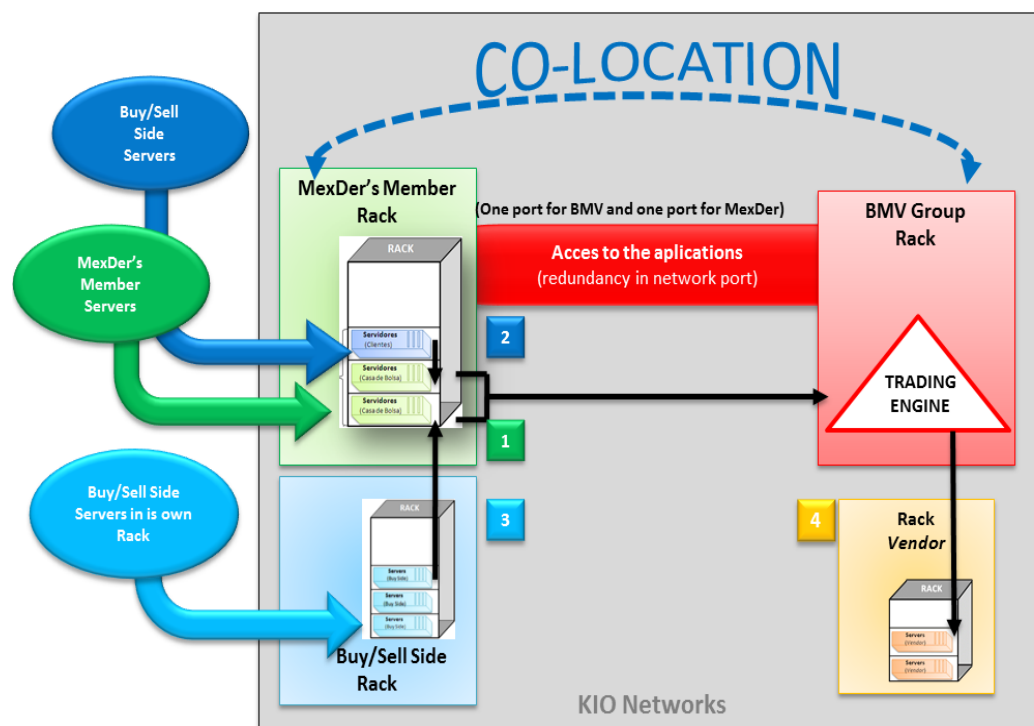 CO-LOCATION
Buy/Sell
Side
Servers
MexDer's Member
Rack
(One port for BMV and one port for MexDer)
BMV Group
Rack
Acces to the aplications
(redundancy in network port)
MexDer's
Member
Servers
RACK
Servidores
(Clientes)
Servidores
(Casa de Bolsa)
Servidores
(Casa de Bolsa)
2
1
TRADING
ENGINE
Buy/Sell Side
Servers in is own
Rack
RACK
Servers
(Buy Side)
Servers
(Buy Side)
Servers
(Buy Side)
Buy/Sell Side
Rack
3
4
Rack
Vendor
RACK
Servers
(Vendor)
Servers
(Vendor)
KIO Networks